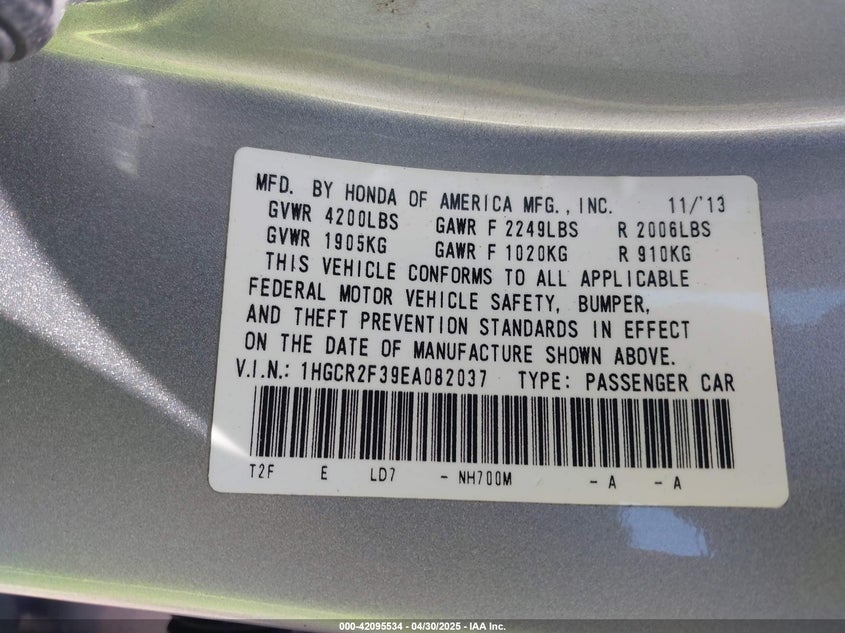 MFD. BY HONDA OF AMERICA MFG., INC. 11/'13
GVWR 4200LBS GAWR F 2249LBS R 2006LBS
GVWR 1905KG GAWR F 1020KG R 910KG
THIS VEHICLE CONFORMS TO ALL APPLICABLE
FEDERAL MOTOR VEHICLE SAFETY, BUMPER,
AND THEFT PREVENTION STANDARDS IN EFFECT
ON THE DATE OF MANUFACTURE SHOWN ABOVE.
V.I.N.: 1HGCR2F39EA082037 TYPE: PASSENGER CAR
T2F E LD7 - NH700M - A - A
000-42095534 - 04/30/2025 - IAA Inc.